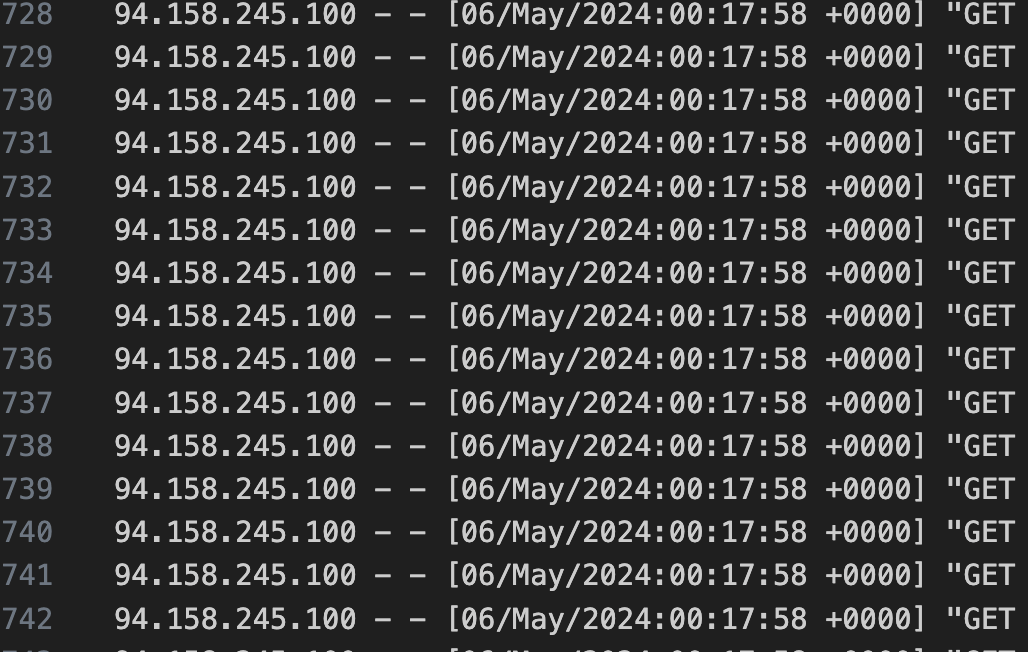 728 94.158.245.100 - - [06/May/2024:00:17:58 +0000] "GET
729 94.158.245.100 - - [06/May/2024:00:17:58 +0000] "GET
730 94.158.245.100 - - [06/May/2024:00:17:58 +0000] "GET
731 94.158.245.100 - - [06/May/2024:00:17:58 +0000] "GET
732 94.158.245.100 - - [06/May/2024:00:17:58 +0000] "GET
733 94.158.245.100 - - [06/May/2024:00:17:58 +0000] "GET
734 94.158.245.100 - - [06/May/2024:00:17:58 +0000] "GET
735 94.158.245.100 - - [06/May/2024:00:17:58 +0000] "GET
736 94.158.245.100 - - [06/May/2024:00:17:58 +0000] "GET
737 94.158.245.100 - - [06/May/2024:00:17:58 +0000] "GET
738 94.158.245.100 - - [06/May/2024:00:17:58 +0000] "GET
739 94.158.245.100 - - [06/May/2024:00:17:58 +0000] "GET
740 94.158.245.100 - - [06/May/2024:00:17:58 +0000] "GET
741 94.158.245.100 - - [06/May/2024:00:17:58 +0000] "GET
742 94.158.245.100 - - [06/May/2024:00:17:58 +0000] "GET